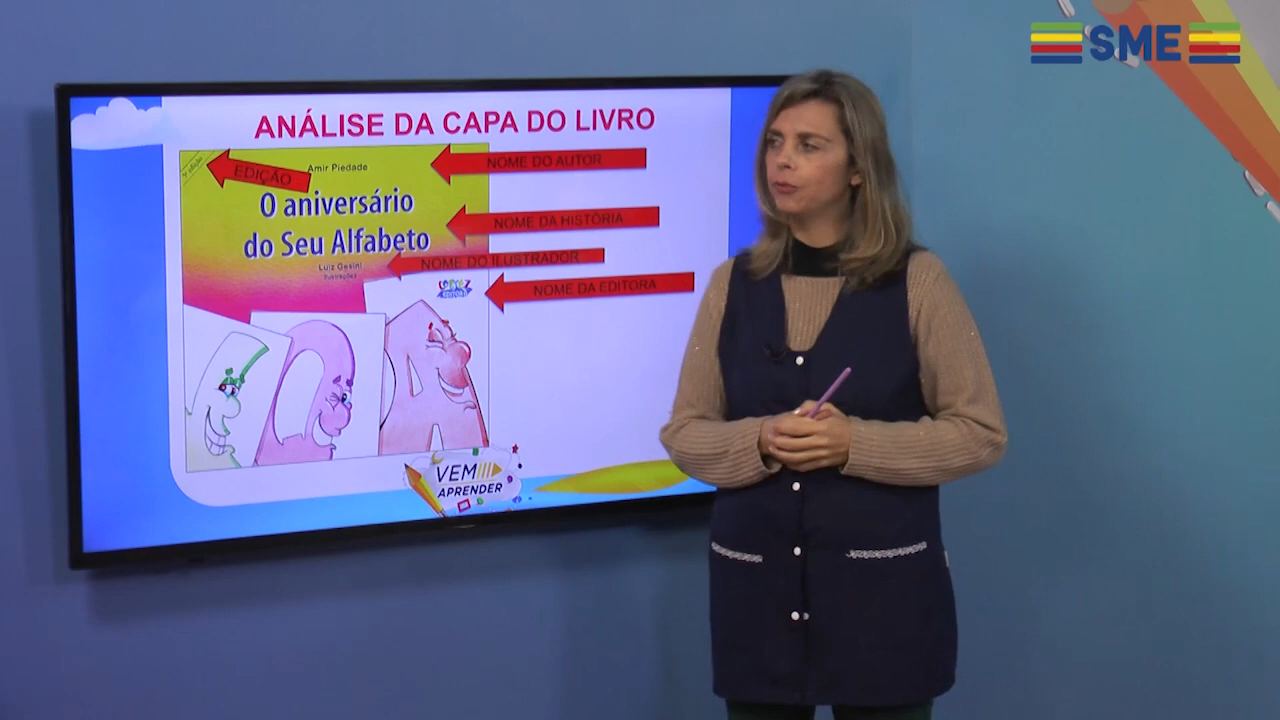 SME
ANÁLISE DA CAPA DO LIVRO
Amir Piedade
EDIÇÃO
NOME DO AUTOR
O aniversário
do Seu Alfabeto
NOME DA HISTÓRIA
Luiz Gesini
Ilustrações
NOME DO ILUSTRADOR
NOME DA EDITORA
VEM
APRENDER